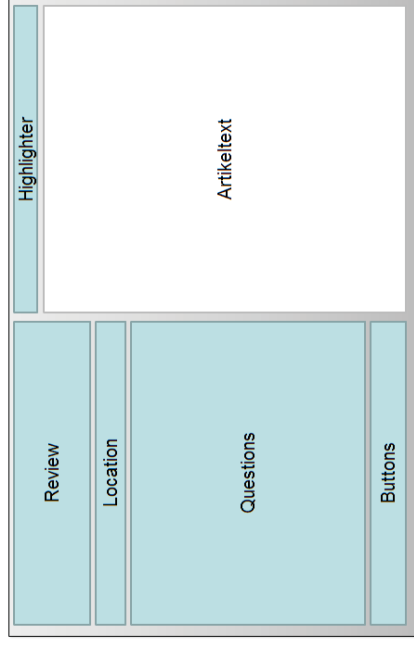 Review
Location
Questions
Buttons
Highlighter
Artikeltext